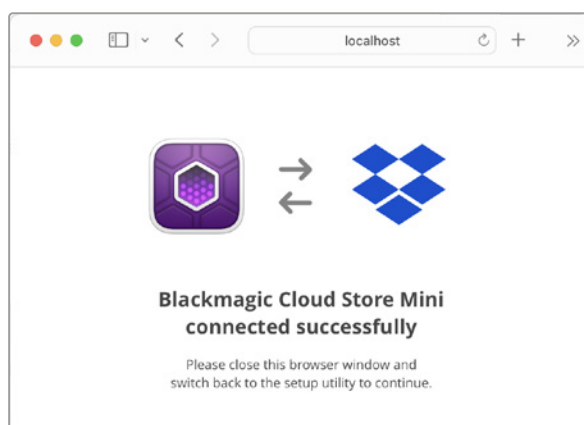 localhost
Blackmagic Cloud Store Mini
connected successfully
Please close this browser window and
switch back to the setup utility to continue.